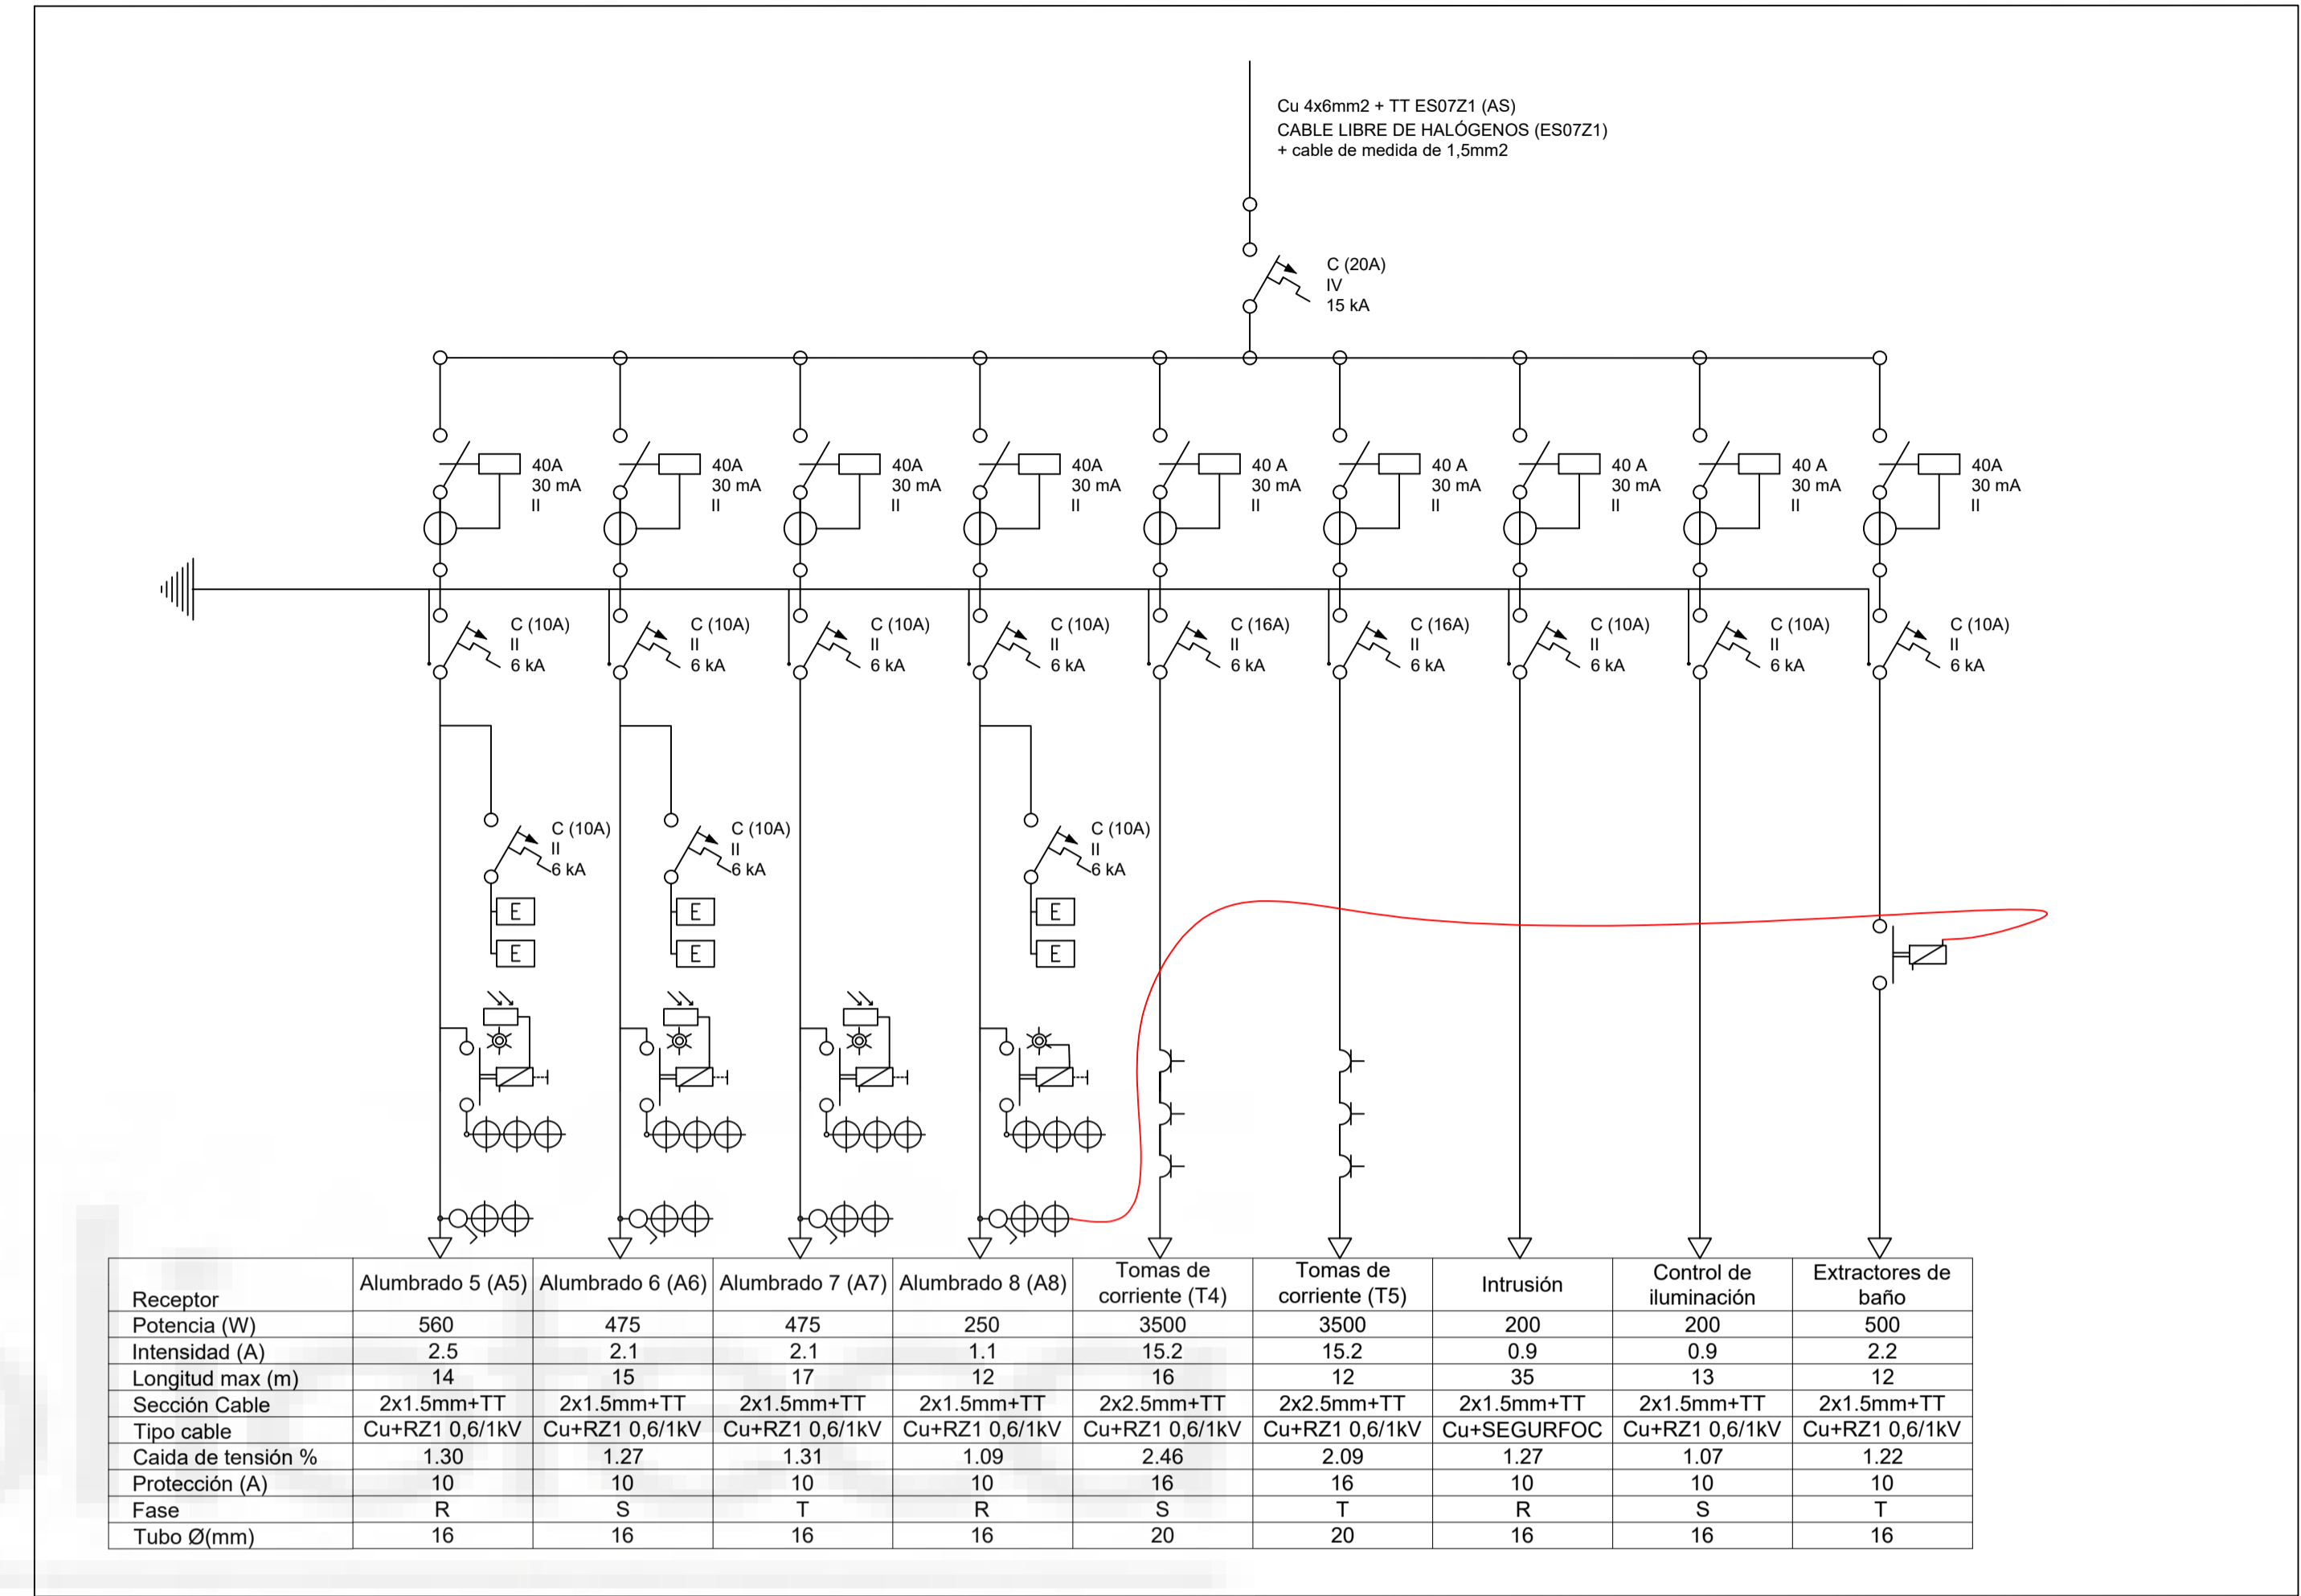 Cu 4x6mm2 + TT ES07Z1 (AS)
CABLE LIBRE DE HALÓGENOS (ES07Z1)
+ cable de medida de 1,5mm2
C (20A)
IV
15 kA
40A 40A 40A 40A 40 A 40 A 40 A 40 A 40A
30 mA 30 mA 30 mA 30 mA 30 mA 30 mA 30 mA 30 mA 30 mA
II II II II II II II II II
C (10A) C (10A) C (10A) C (10A) C (16A) C (16A) C (10A) C (10A) C (10A)
II II II II II II II II II
6 kA 6 kA 6 kA 6 kA 6 kA 6 kA 6 kA 6 kA 6 kA
C (10A) C (10A) C (10A)
II II II
6 kA 6 kA 6 kA
E E E
E E E
Receptor Alumbrado 5 (A5) Alumbrado 6 (A6) Alumbrado 7 (A7) Alumbrado 8 (A8) Tomas de corriente (T4) Tomas de corriente (T5) Intrusión Control de iluminación Extractores de baño
Potencia (W) 560 475 475 250 3500 3500 200 200 500
Intensidad (A) 2.5 2.1 2.1 1.1 15.2 15.2 0.9 0.9 2.2
Longitud max (m) 14 15 17 12 16 12 35 13 12
Sección Cable 2x1.5mm+TT 2x1.5mm+TT 2x1.5mm+TT 2x1.5mm+TT 2x2.5mm+TT 2x2.5mm+TT 2x1.5mm+TT 2x1.5mm+TT 2x1.5mm+TT
Tipo cable Cu+RZ1 0,6/1kV Cu+RZ1 0,6/1kV Cu+RZ1 0,6/1kV Cu+RZ1 0,6/1kV Cu+RZ1 0,6/1kV Cu+RZ1 0,6/1kV Cu+SEGURFOC Cu+RZ1 0,6/1kV Cu+RZ1 0,6/1kV
Caida de tensión % 1.30 1.27 1.31 1.09 2.46 2.09 1.27 1.07 1.22
Protección (A) 10 10 10 10 16 16 10 10 10
Fase R S T R S T R S T
Tubo Ø(mm) 16 16 16 16 20 20 16 16 16